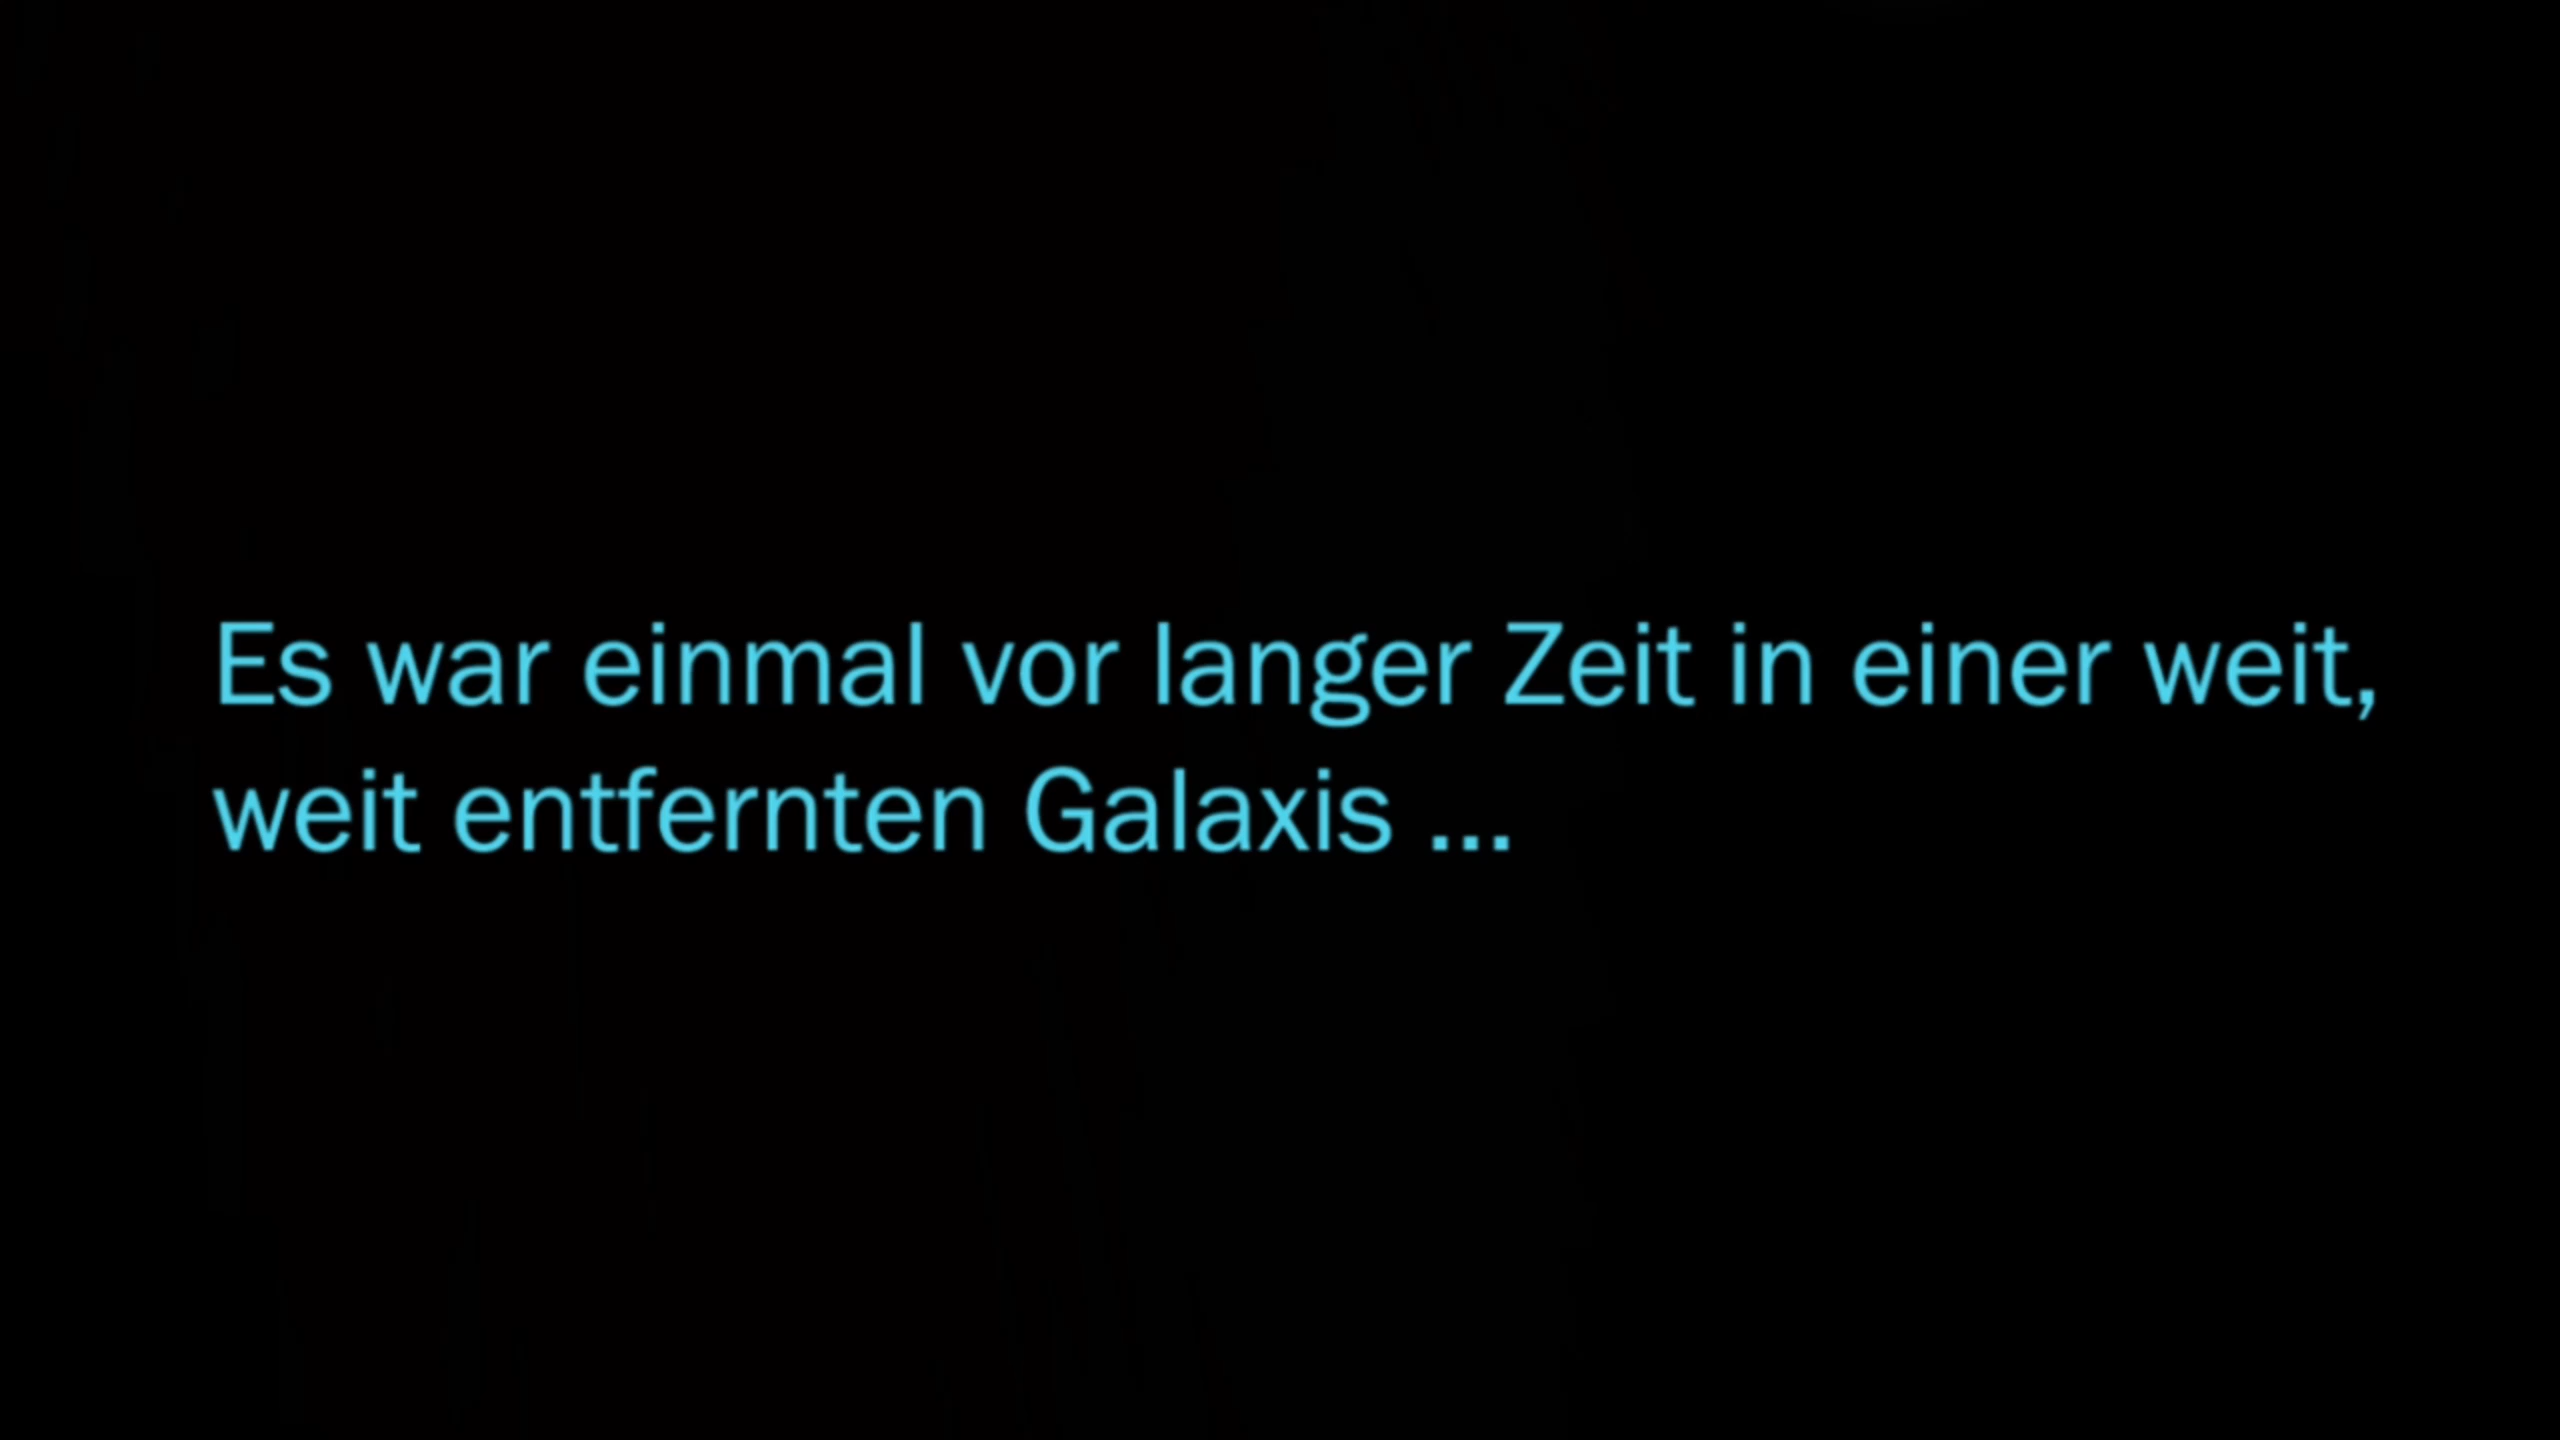 Es war einmal vor langer Zeit in einer weit,
weit entfernten Galaxis ...